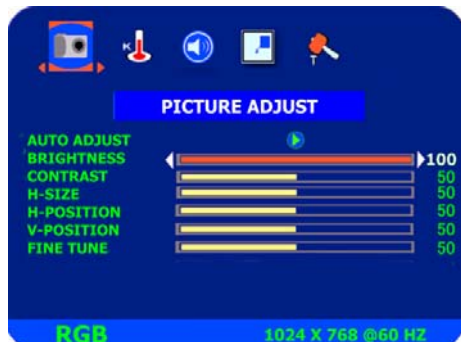 K
PICTURE ADJUST
AUTO ADJUST
BRIGHTNESS 100
CONTRAST 50
H-SIZE 50
H-POSITION 50
V-POSITION 50
FINE TUNE 50
RGB 1024 X 768 @60 HZ